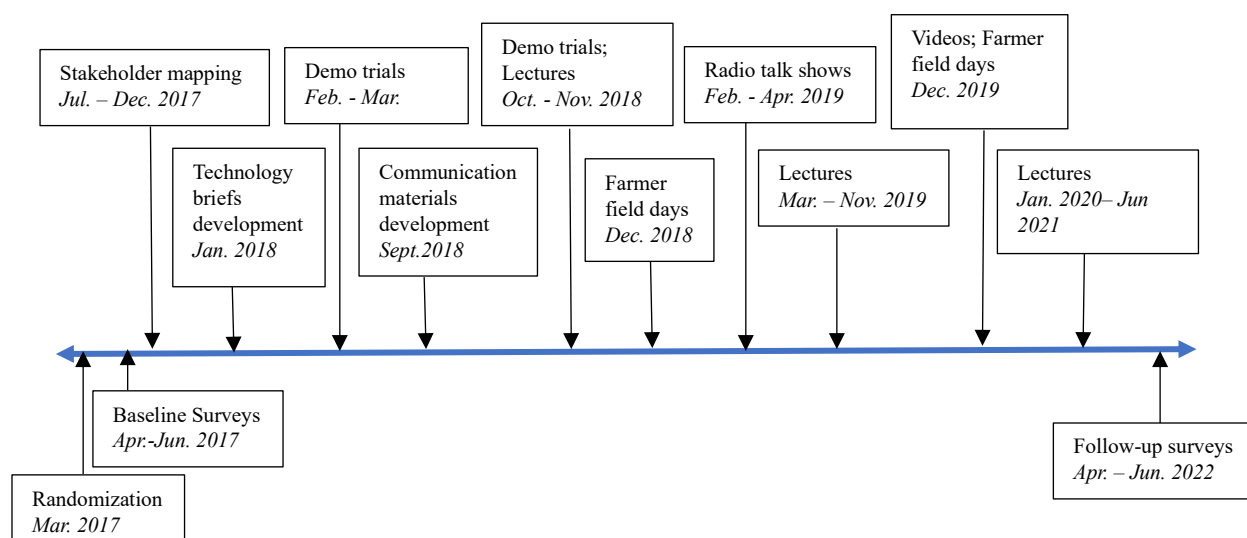 Stakeholder mapping
Jul. – Dec. 2017
Demo trials
Feb. - Mar.
Demo trials;
Lectures
Oct. - Nov. 2018
Radio talk shows
Feb. - Apr. 2019
Videos; Farmer
field days
Dec. 2019
Technology
briefs
development
Jan. 2018
Communication
materials
development
Sept.2018
Farmer
field days
Dec. 2018
Lectures
Mar. – Nov. 2019
Lectures
Jan. 2020– Jun
2021
Baseline Surveys
Apr.-Jun. 2017
Follow-up surveys
Apr. – Jun. 2022
Randomization
Mar. 2017